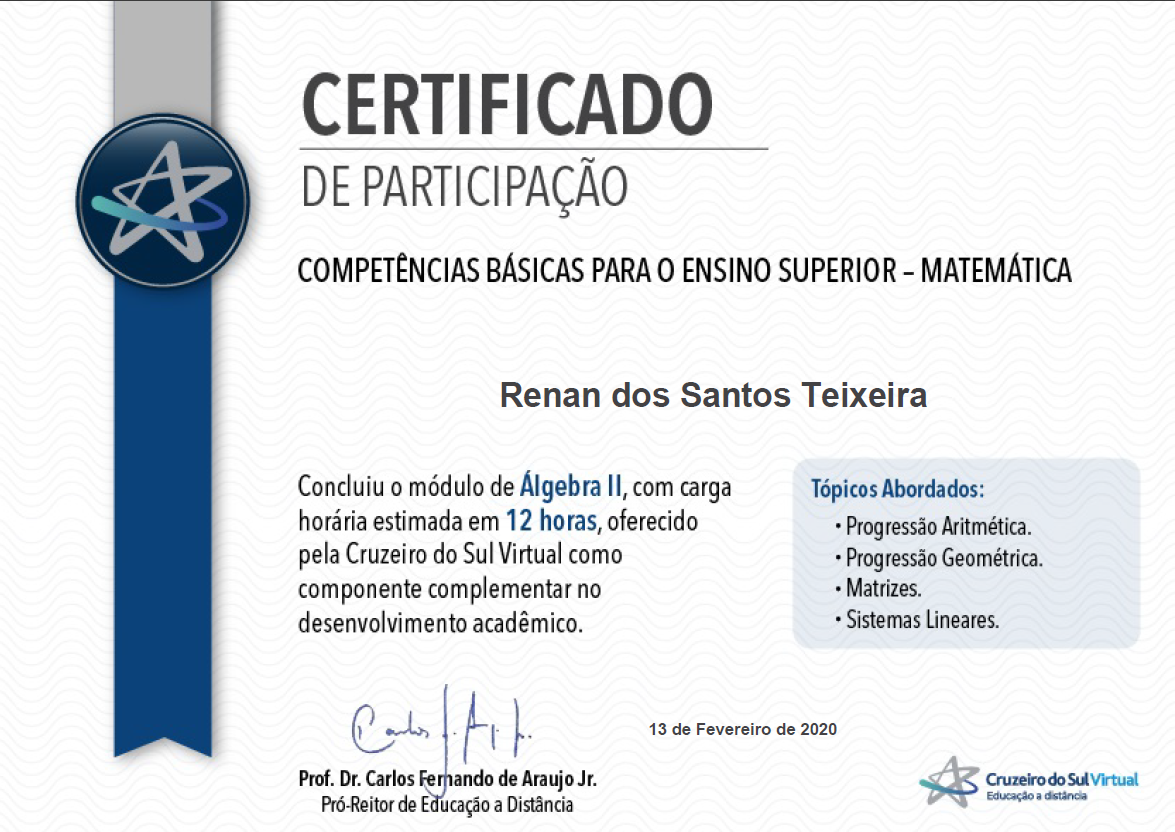 CERTIFICADO
DE PARTICIPAÇÃO
COMPETÊNCIAS BÁSICAS PARA O ENSINO SUPERIOR – MATEMÁTICA
Renan dos Santos Teixeira
Concluiu o módulo de Álgebra II, com carga
horária estimada em 12 horas, oferecido
pela Cruzeiro do Sul Virtual como
componente complementar no
desenvolvimento acadêmico.
Tópicos Abordados:
• Progressão Aritmética.
• Progressão Geométrica.
• Matrizes.
• Sistemas Lineares.
13 de Fevereiro de 2020
Prof. Dr. Carlos Fernando de Araujo Jr.
Pró-Reitor de Educação a Distância
Cruzeiro do Sul Virtual
Educação a distância